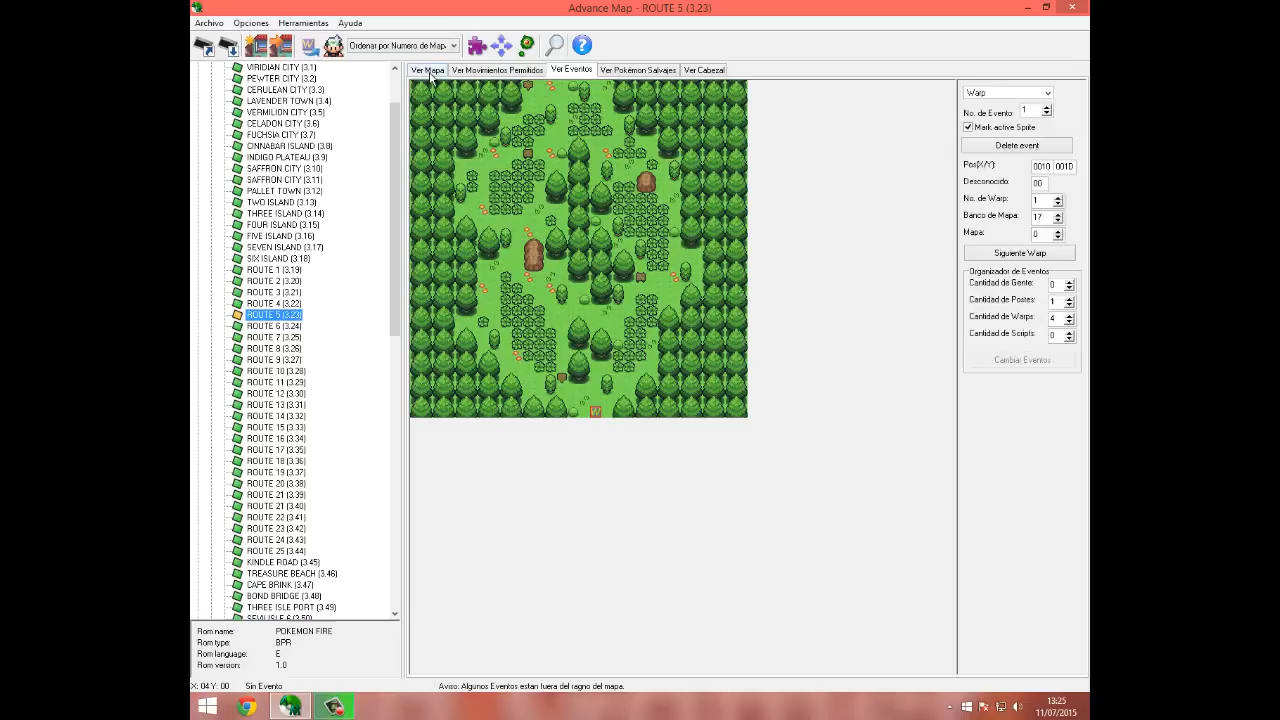 Advance Map - ROUTE 5 (3.23)
Archivo Opciones Herramientas Ayuda
Ordenar por Numero de Map.
Ver Mapa Ver Movimientos Permitidos Ver Eventos Ver Pokémon Salvajes Ver Cabezal
VIRIDIAN CITY (3.1)
PEWTER CITY (3.2)
CERULEAN CITY (3.3)
LAVENDER TOWN (3.4)
VERMILION CITY (3.5)
CELADON CITY (3.6)
FUCHSIA CITY (3.7)
CINNABAR ISLAND (3.8)
INDIGO PLATEAU (3.9)
SAFFRON CITY (3.10)
SAFFRON CITY (3.11)
PALLET TOWN (3.12)
TWO ISLAND (3.13)
THREE ISLAND (3.14)
FOUR ISLAND (3.15)
FIVE ISLAND (3.16)
SEVEN ISLAND (3.17)
SIX ISLAND (3.18)
ROUTE 1 (3.19)
ROUTE 2 (3.20)
ROUTE 3 (3.21)
ROUTE 4 (3.22)
ROUTE 5 (3.23)
ROUTE 6 (3.24)
ROUTE 7 (3.25)
ROUTE 8 (3.26)
ROUTE 9 (3.27)
ROUTE 10 (3.28)
ROUTE 11 (3.29)
ROUTE 12 (3.30)
ROUTE 13 (3.31)
ROUTE 14 (3.32)
ROUTE 15 (3.33)
ROUTE 16 (3.34)
ROUTE 17 (3.35)
ROUTE 18 (3.36)
ROUTE 19 (3.37)
ROUTE 20 (3.38)
ROUTE 21 (3.39)
ROUTE 21 (3.40)
ROUTE 22 (3.41)
ROUTE 23 (3.42)
ROUTE 24 (3.43)
ROUTE 25 (3.44)
KINDLE ROAD (3.45)
TREASURE BEACH (3.46)
CAPE BRINK (3.47)
BOND BRIDGE (3.48)
THREE ISLE PORT (3.49)
SEVII ISLE 6 (3.50)
W
Warp
No. de Evento: 1
Mark active Sprite
Delete event
Pos(X/Y): 0010 001D
Desconocido: 00
No. de Warp: 1
Banco de Mapa: 17
Mapa: 0
Siguiente Warp
Organizador de Eventos
Cantidad de Gente: 0
Cantidad de Postes: 1
Cantidad de Warps: 4
Cantidad de Scripts: 0
Cambiar Eventos
Rom name: POKEMON FIRE
Rom type: BPR
Rom language: E
Rom version: 1.0
X: 04 Y: 00 Sin Evento Aviso: Algunos Eventos estan fuera del ragno del mapa.
13:25
11/07/2015